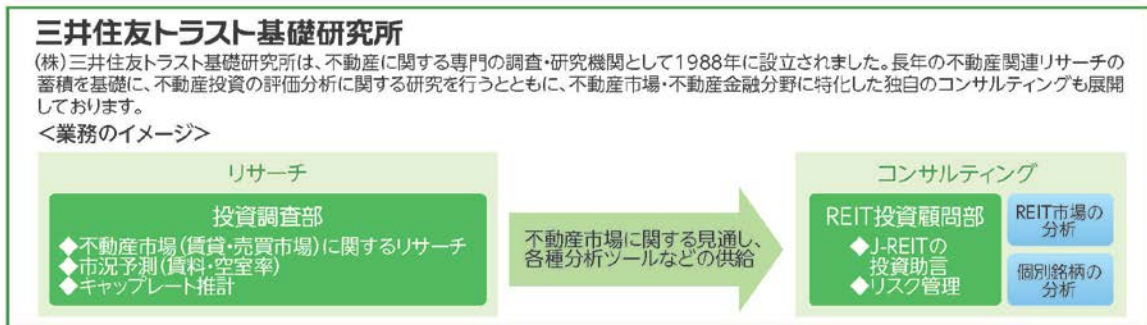 三井住友トラスト基礎研究所
(株)三井住友トラスト基礎研究所は、不動産に関する専門の調査・研究機関として1988年に設立されました。長年の不動産関連リサーチの
蓄積を基礎に、不動産投資の評価分析に関する研究を行うとともに、不動産市場・不動産金融分野に特化した独自のコンサルティングも展開
しております。
<業務のイメージ>
リサーチ
投資調査部
◆不動産市場(賃貸・売買市場)に関するリサーチ
◆市況予測(賃料・空室率)
◆キャップレート推計
不動産市場に関する見通し、
各種分析ツールなどの供給
コンサルティング
REIT投資顧問部
◆J-REITの
投資助言
◆リスク管理
REIT市場の
分析
個別銘柄の
分析